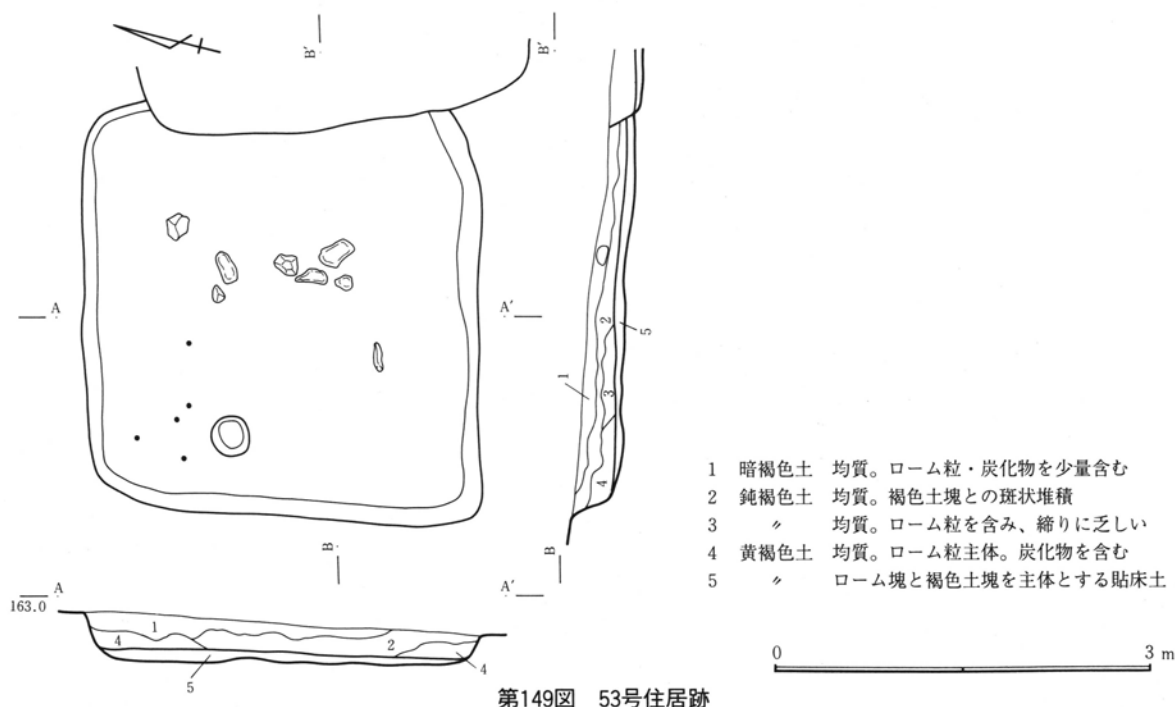 B′
B′
A
A′
1
2
3
4
5
B
B
A
A′
163.0
1
4
2
4
5
1 暗褐色土 均質。ローム粒・炭化物を少量含む
2 鈍褐色土 均質。褐色土塊との斑状堆積
3 〃 均質。ローム粒を含み、締りに乏しい
4 黄褐色土 均質。ローム粒主体。炭化物を含む
5 〃 ローム塊と褐色土塊を主体とする貼床土
0 3 m
第149図 53号住居跡